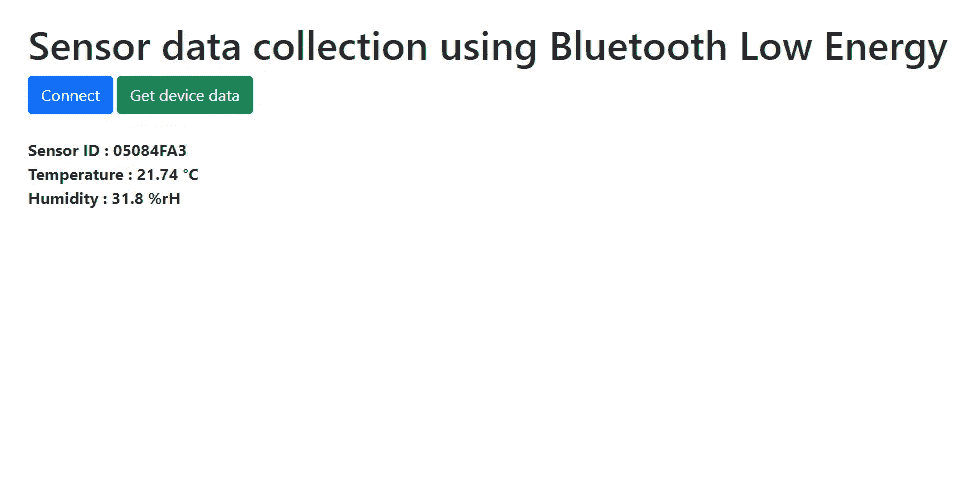 Sensor data collection using Bluetooth Low Energy
Connect Get device data
Sensor ID : 05084FA3
Temperature : 21.74 °C
Humidity : 31.8 %rH